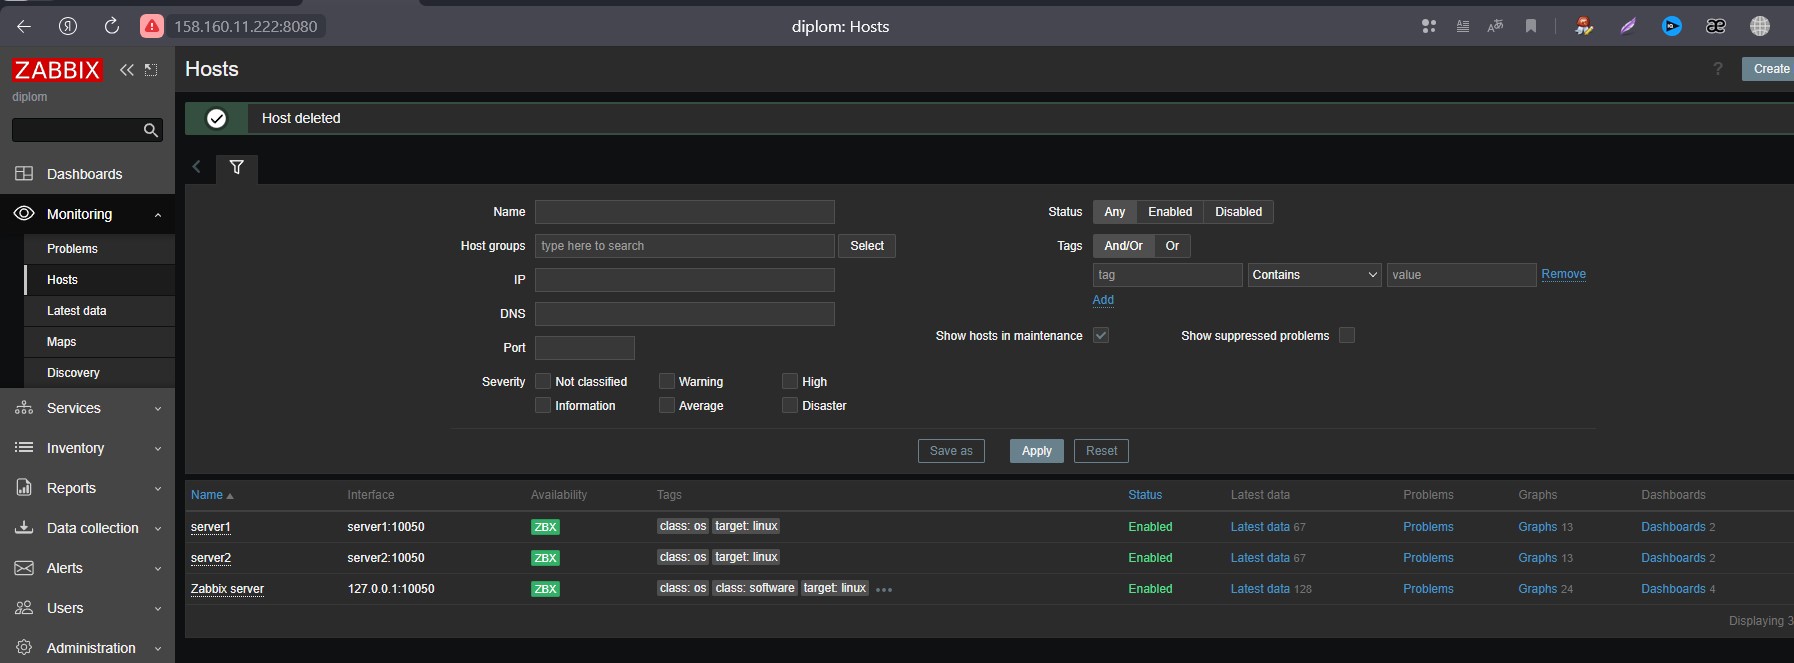 158.160.11.222:8080
diplom: Hosts
ZABBIX
diplom
Dashboards
Monitoring
Problems
Hosts
Latest data
Maps
Discovery
Services
Inventory
Reports
Data collection
Alerts
Users
Administration
Hosts
?
Create
Host deleted
Name
Host groups type here to search Select
IP
DNS
Port
Severity Not classified Warning High
Information Average Disaster
Status Any Enabled Disabled
Tags And/Or Or
tag Contains value Remove
Add
Show hosts in maintenance Show suppressed problems
Save as Apply Reset
Name Interface Availability Tags Status Latest data Problems Graphs Dashboards
server1 server1:10050 ZBX class: os target: linux Enabled Latest data 67 Problems Graphs 13 Dashboards 2
server2 server2:10050 ZBX class: os target: linux Enabled Latest data 67 Problems Graphs 13 Dashboards 2
Zabbix server 127.0.0.1:10050 ZBX class: os class: software target: linux ••• Enabled Latest data 128 Problems Graphs 24 Dashboards 4
Displaying 3